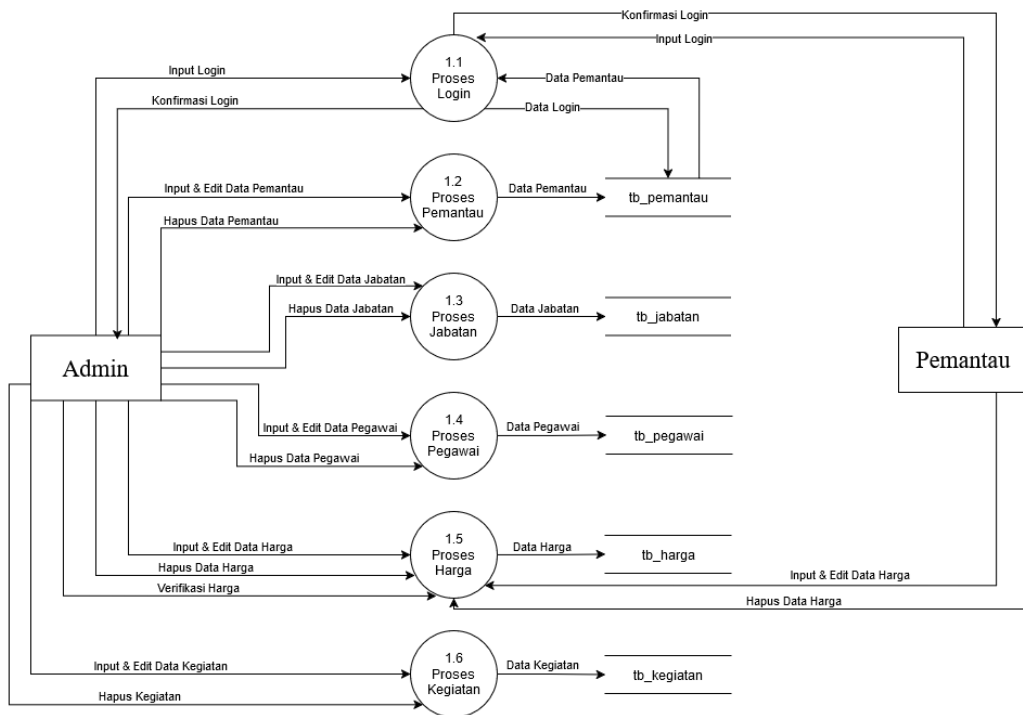 Konfirmasi Login
Input Login
1.1
Proses
Login
Input Login
Data Pemantau
Konfirmasi Login
Data Login
1.2
Proses
Pemantau
Input & Edit Data Pemantau
Data Pemantau
tb_pemantau
Hapus Data Pemantau
Input & Edit Data Jabatan
1.3
Proses
Jabatan
Hapus Data Jabatan
Data Jabatan
tb_jabatan
Admin
Pemantau
1.4
Proses
Pegawai
Input & Edit Data Pegawai
Data Pegawai
tb_pegawai
Hapus Data Pegawai
1.5
Proses
Harga
Input & Edit Data Harga
Data Harga
tb_harga
Hapus Data Harga
Input & Edit Data Harga
Verifikasi Harga
Hapus Data Harga
1.6
Proses
Kegiatan
Input & Edit Data Kegiatan
Data Kegiatan
tb_kegiatan
Hapus Kegiatan